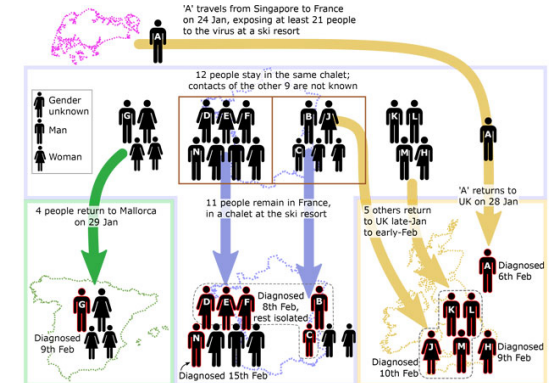 'A' travels from Singapore to France
on 24 Jan, exposing at least 21 people
to the virus at a ski resort
A
12 people stay in the same chalet;
contacts of the other 9 are not known
Gender
unknown
Man
Woman
G
D E F
N
B J
C
K L
M H
A
4 people return to Mallorca
on 29 Jan
11 people remain in France,
in a chalet at the ski resort
5 others return
to UK late-Jan
to early-Feb
'A' returns to
UK on 28 Jan
A
Diagnosed
6th Feb
G
Diagnosed
9th Feb
D E F
Diagnosed
8th Feb,
rest isolated
B
N
C
Diagnosed 15th Feb
K L
J M H
Diagnosed
10th Feb
Diagnosed
9th Feb